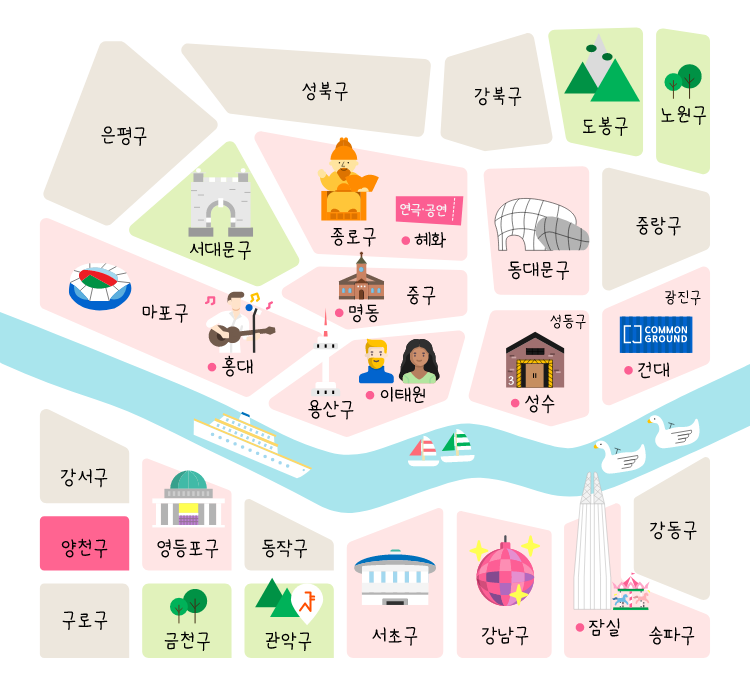 성북구
강북구
도봉구
노원구
은평구
서대문구
종로구
연극·공연
혜화
동대문구
중랑구
마포구
홍대
명동
중구
용산구
이태원
성동구
3
성수
광진구
COMMON
GROUND
건대
강서구
양천구
영등포구
동작구
강동구
구로구
금천구
관악구
서초구
강남구
잠실
송파구